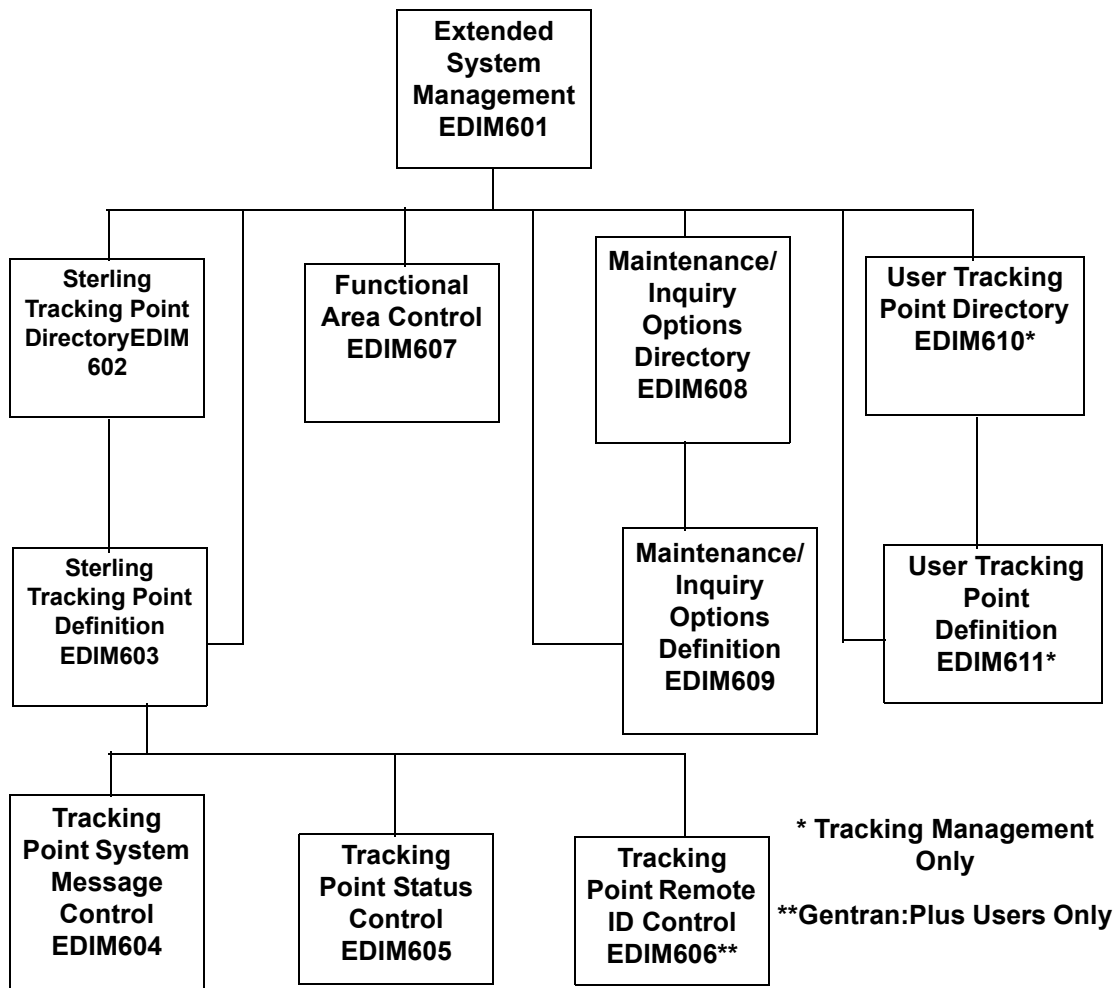 Extended
System
Management
EDIM601
Sterling
Tracking Point
DirectoryEDIM
602
Functional
Area Control
EDIM607
Maintenance/
Inquiry
Options
Directory
EDIM608
User Tracking
Point Directory
EDIM610*
Sterling
Tracking Point
Definition
EDIM603
Maintenance/
Inquiry
Options
Definition
EDIM609
User Tracking
Point
Definition
EDIM611*
Tracking
Point System
Message
Control
EDIM604
Tracking
Point Status
Control
EDIM605
Tracking
Point Remote
ID Control
EDIM606**
* Tracking Management
Only
**Gentran:Plus Users Only